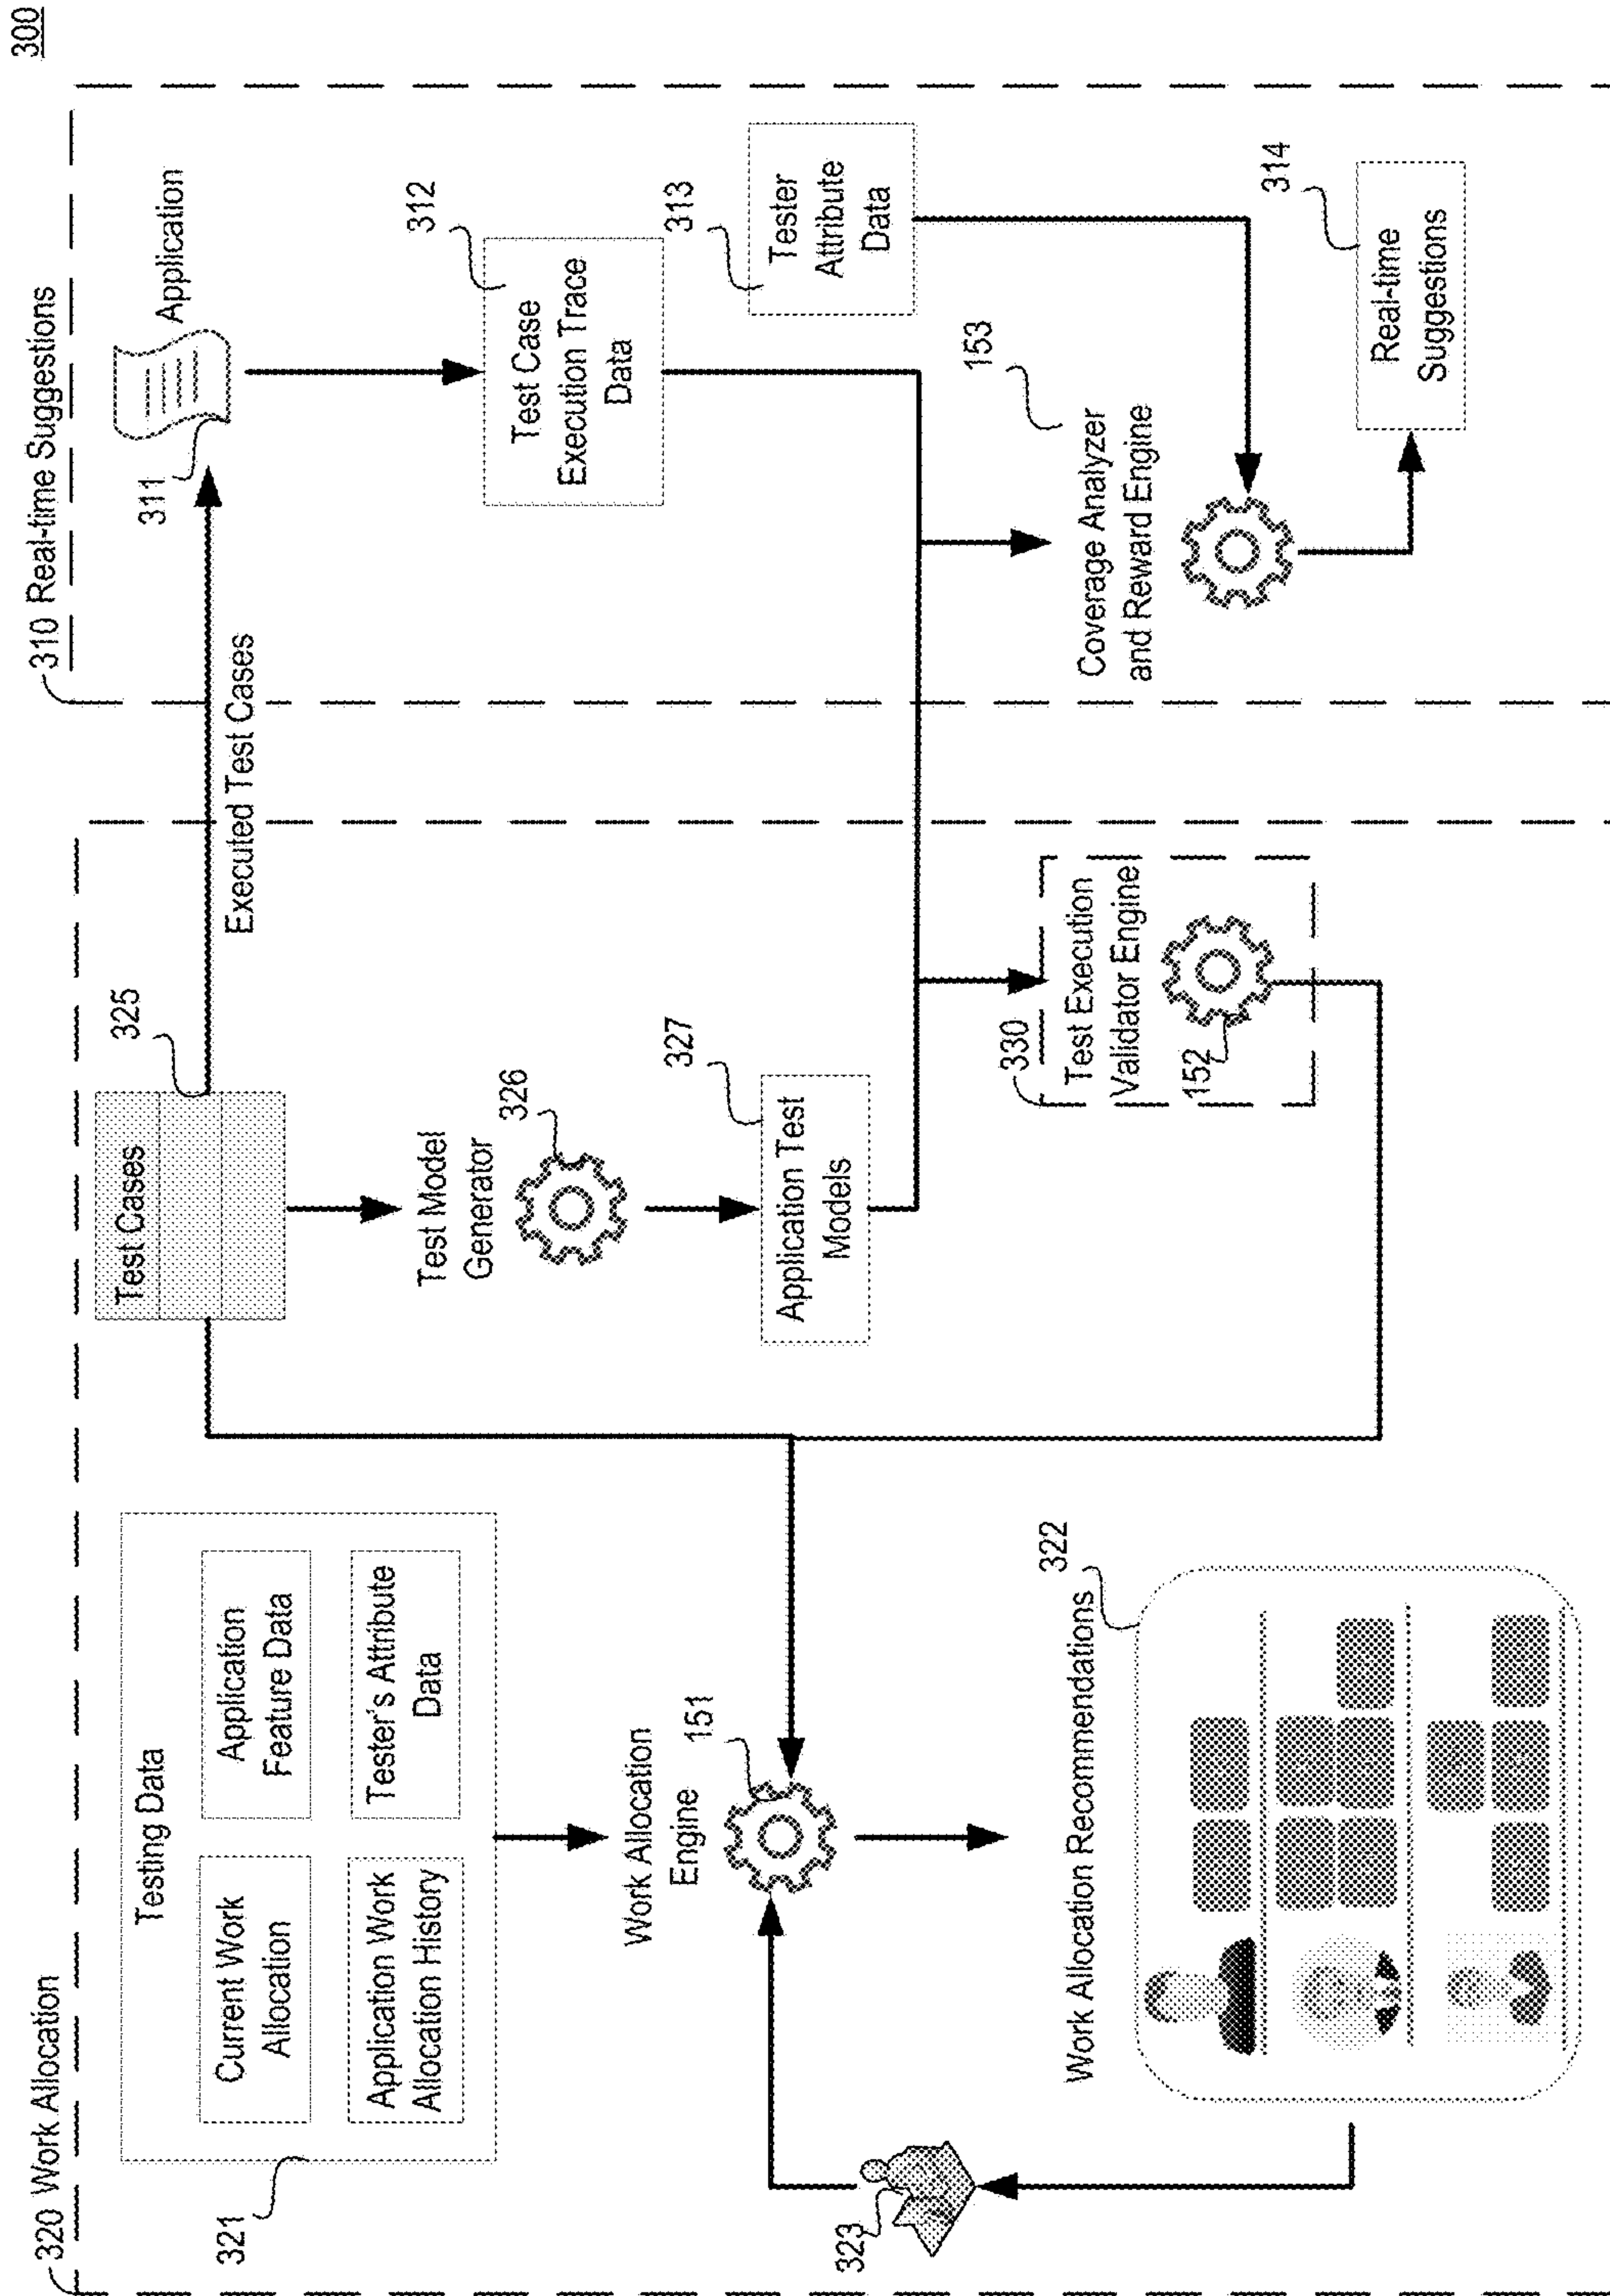 300
320 Work Allocation
310 Real-time Suggestions
Testing Data
Current Work
Allocation
Application
Feature Data
Application Work
Allocation History
Tester's Attribute
Data
321
Test Cases
325
Executed Test Cases
311
Application
Test Model
Generator
326
312
Test Case
Execution Trace
Data
Work Allocation
Engine
151
Application Test
Models
327
313
Tester
Attribute
Data
323
330
Test Execution
Validator Engine
152
Coverage Analyzer
and Reward Engine
153
Work Allocation Recommendations
322
314
Real-time
Suggestions